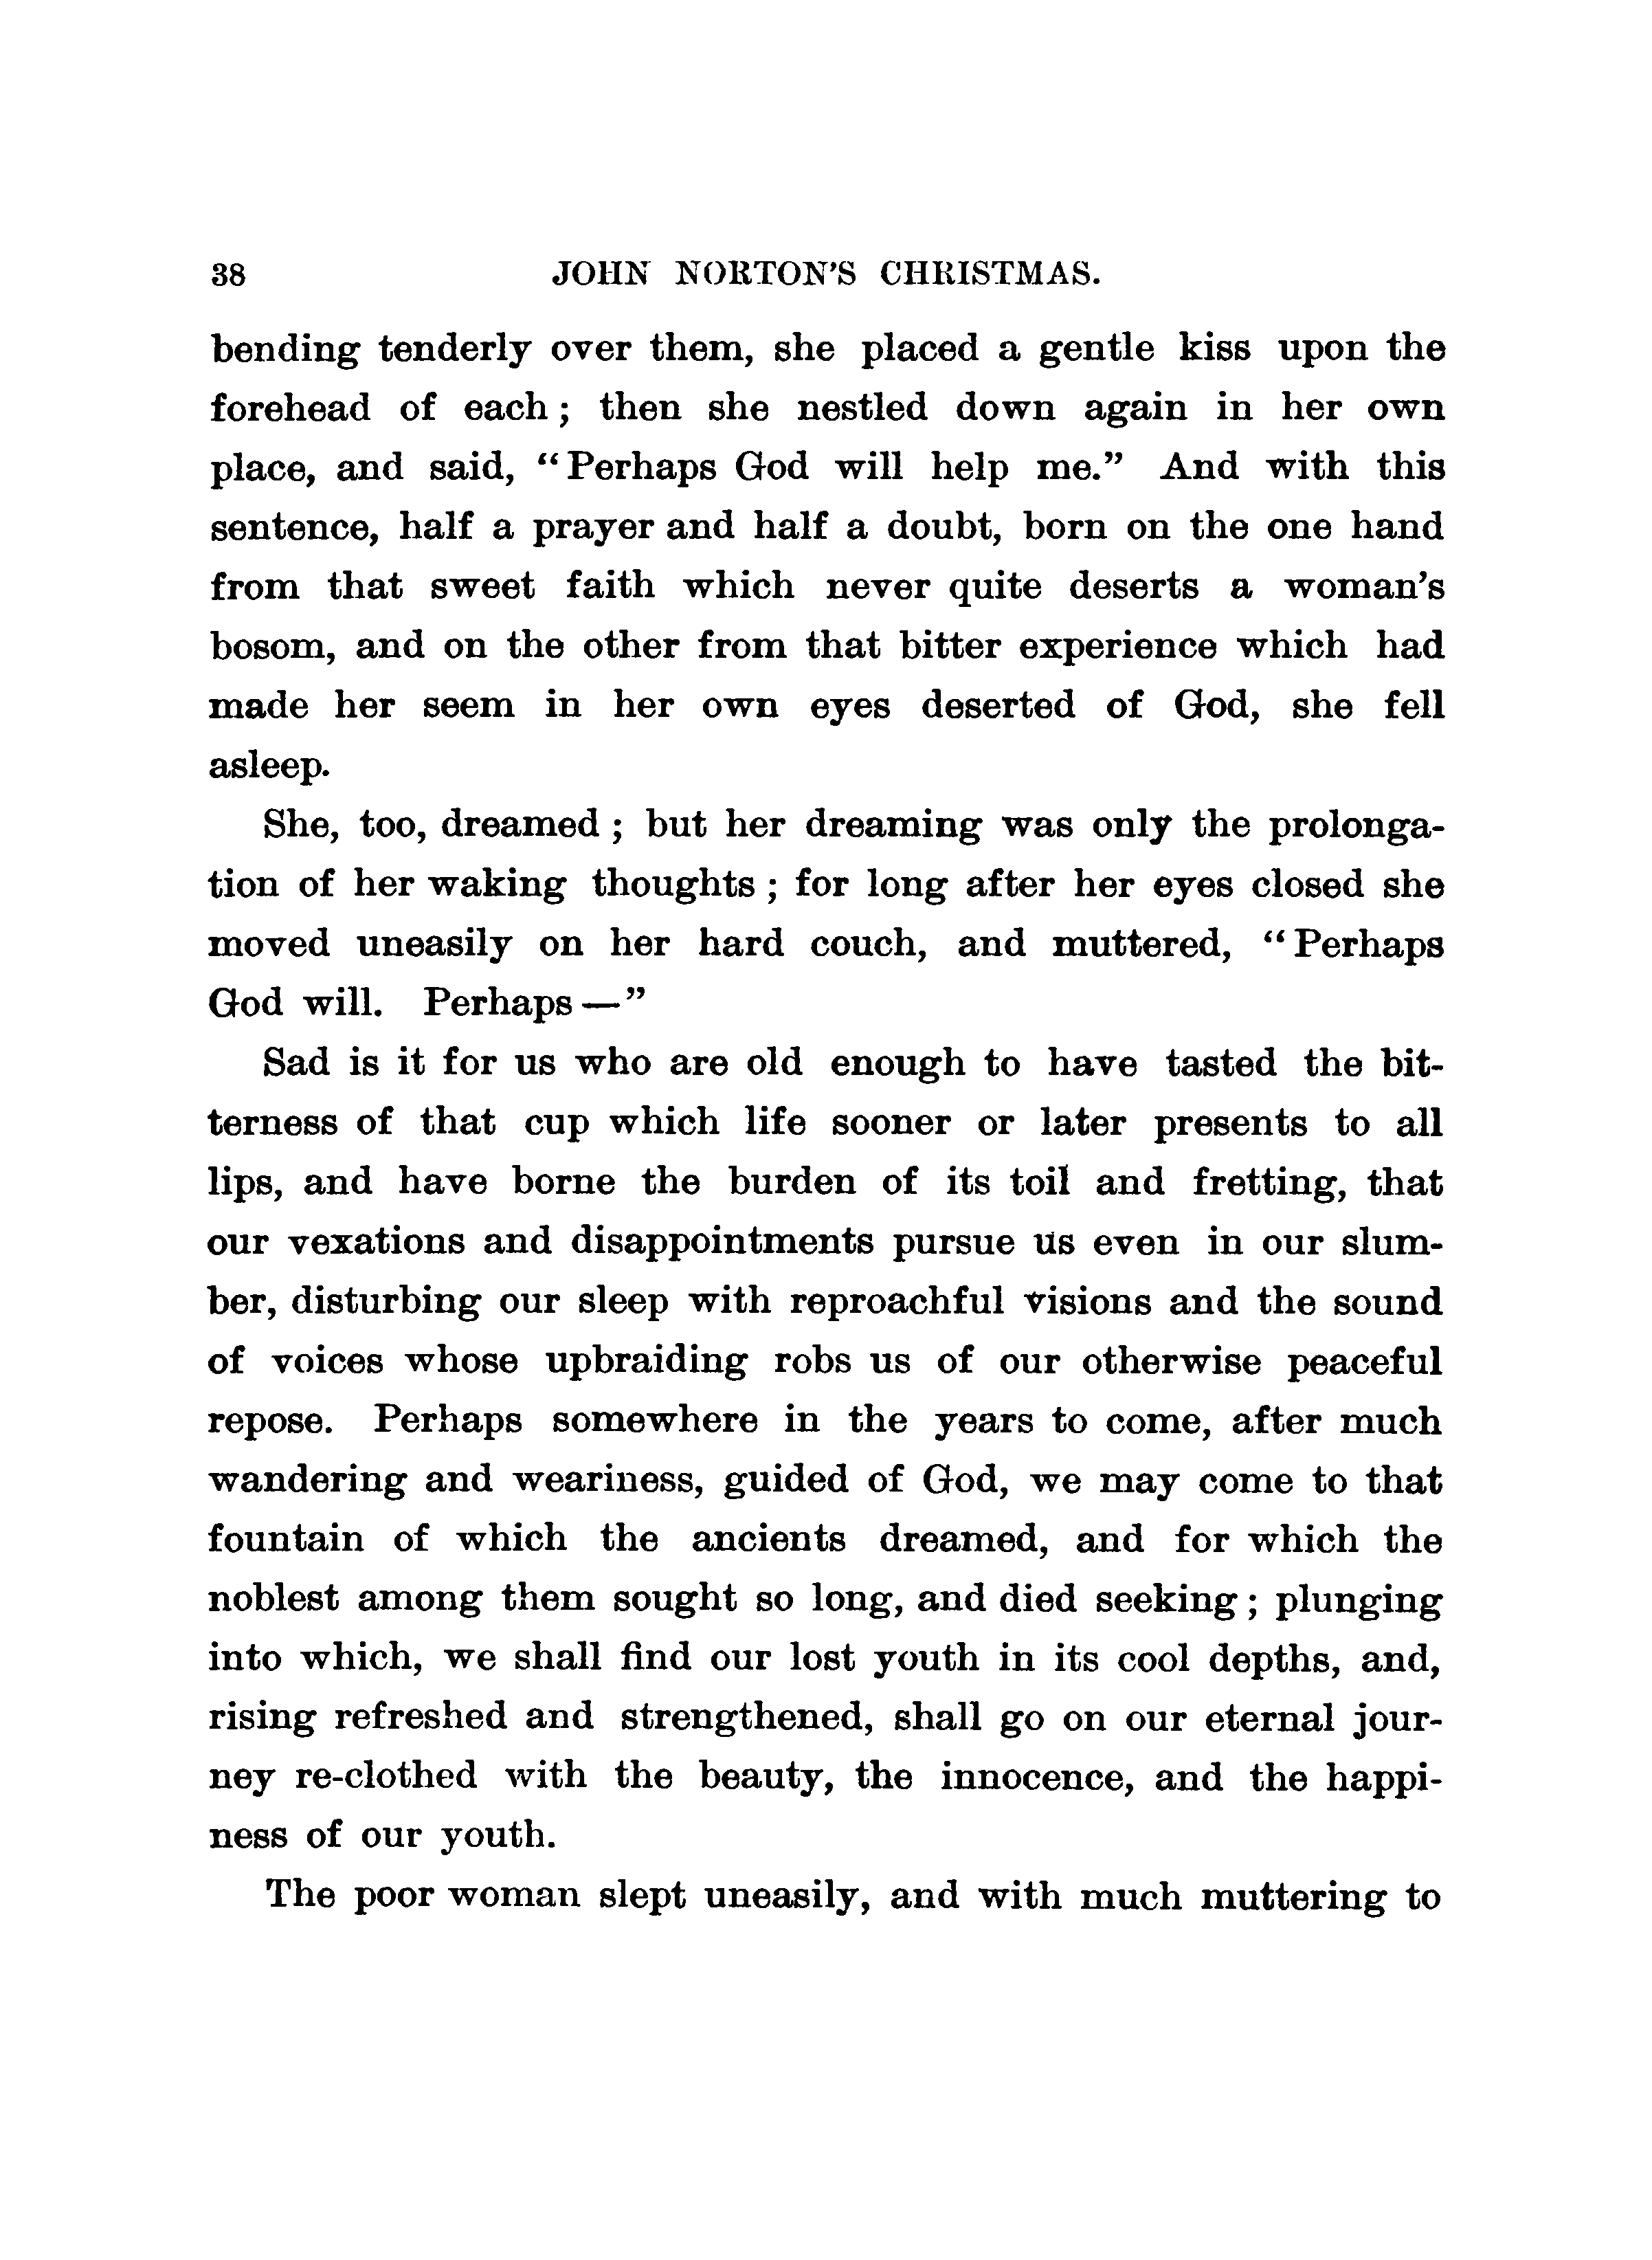 38 JOHN NORTON'S CHRISTMAS.
bending tenderly over them, she placed a gentle kiss upon the
forehead of each; then she nestled down again in her own
place, and said, “Perhaps God will help me.” And with this
sentence, half a prayer and half a doubt, born on the one hand
from that sweet faith which never quite deserts a woman's
bosom, and on the other from that bitter experience which had
made her seem in her own eyes deserted of God, she fell
asleep.
She, too, dreamed; but her dreaming was only the prolonga-
tion of her waking thoughts; for long after her eyes closed she
moved uneasily on her hard couch, and muttered, “Perhaps
God will. Perhaps—”
Sad is it for us who are old enough to have tasted the bit-
terness of that cup which life sooner or later presents to all
lips, and have borne the burden of its toil and fretting, that
our vexations and disappointments pursue us even in our slum-
ber, disturbing our sleep with reproachful visions and the sound
of voices whose upbraiding robs us of our otherwise peaceful
repose. Perhaps somewhere in the years to come, after much
wandering and weariness, guided of God, we may come to that
fountain of which the ancients dreamed, and for which the
noblest among them sought so long, and died seeking; plunging
into which, we shall find our lost youth in its cool depths, and,
rising refreshed and strengthened, shall go on our eternal jour-
ney re-clothed with the beauty, the innocence, and the happi-
ness of our youth.
The poor woman slept uneasily, and with much muttering to